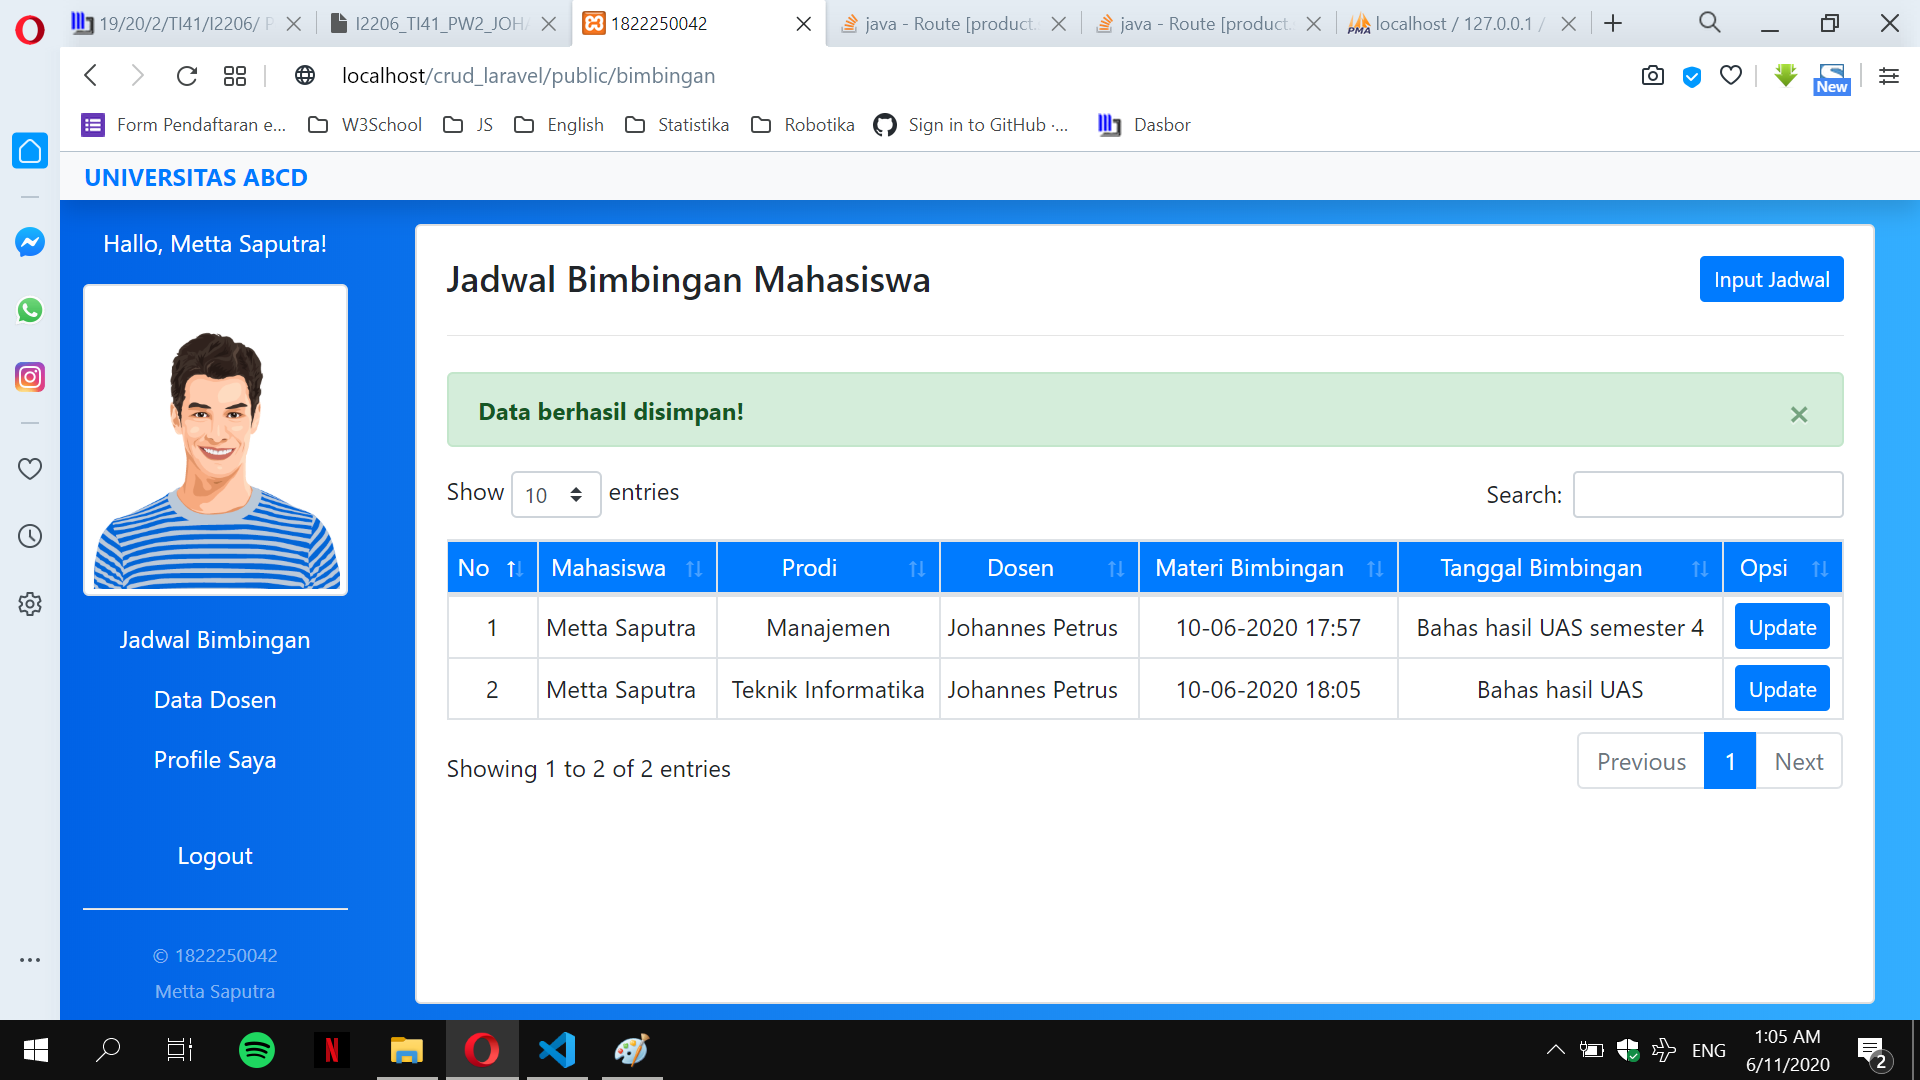 19/20/2/TI41/I2206/ P
I2206_TI41_PW2_JOHA
1822250042
java - Route [product.
java - Route [product.
localhost / 127.0.0.1 /
localhost/crud_laravel/public/bimbingan
New
Form Pendaftaran e...
W3School
JS
English
Statistika
Robotika
Sign in to GitHub ·...
Dasbor
UNIVERSITAS ABCD
Hallo, Metta Saputra!
Jadwal Bimbingan
Data Dosen
Profile Saya
Logout
© 1822250042
Metta Saputra
Jadwal Bimbingan Mahasiswa
Input Jadwal
Data berhasil disimpan!
×
Show 10 entries
Search:
No Mahasiswa Prodi Dosen Materi Bimbingan Tanggal Bimbingan Opsi
1 Metta Saputra Manajemen Johannes Petrus 10-06-2020 17:57 Bahas hasil UAS semester 4 Update
2 Metta Saputra Teknik Informatika Johannes Petrus 10-06-2020 18:05 Bahas hasil UAS Update
Showing 1 to 2 of 2 entries
Previous 1 Next
ENG
1:05 AM
6/11/2020
2